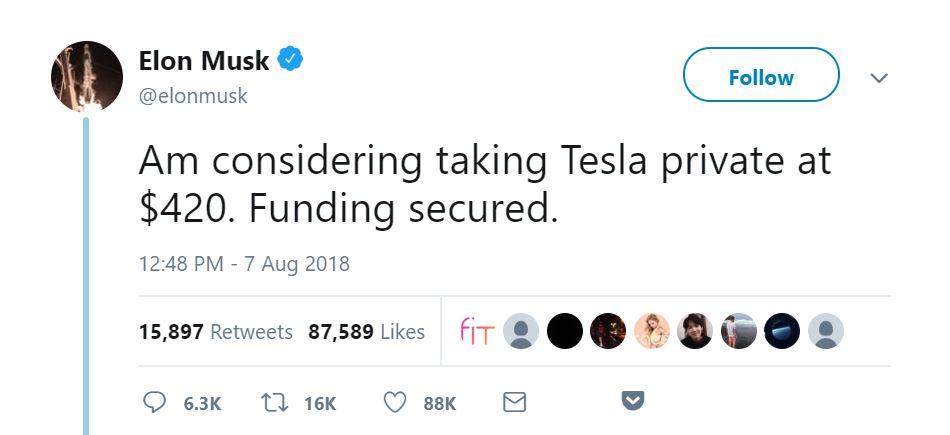 Elon Musk
@elonmusk
Follow
Am considering taking Tesla private at
$420. Funding secured.
12:48 PM - 7 Aug 2018
15,897 Retweets 87,589 Likes
fiT
6.3K 16K 88K